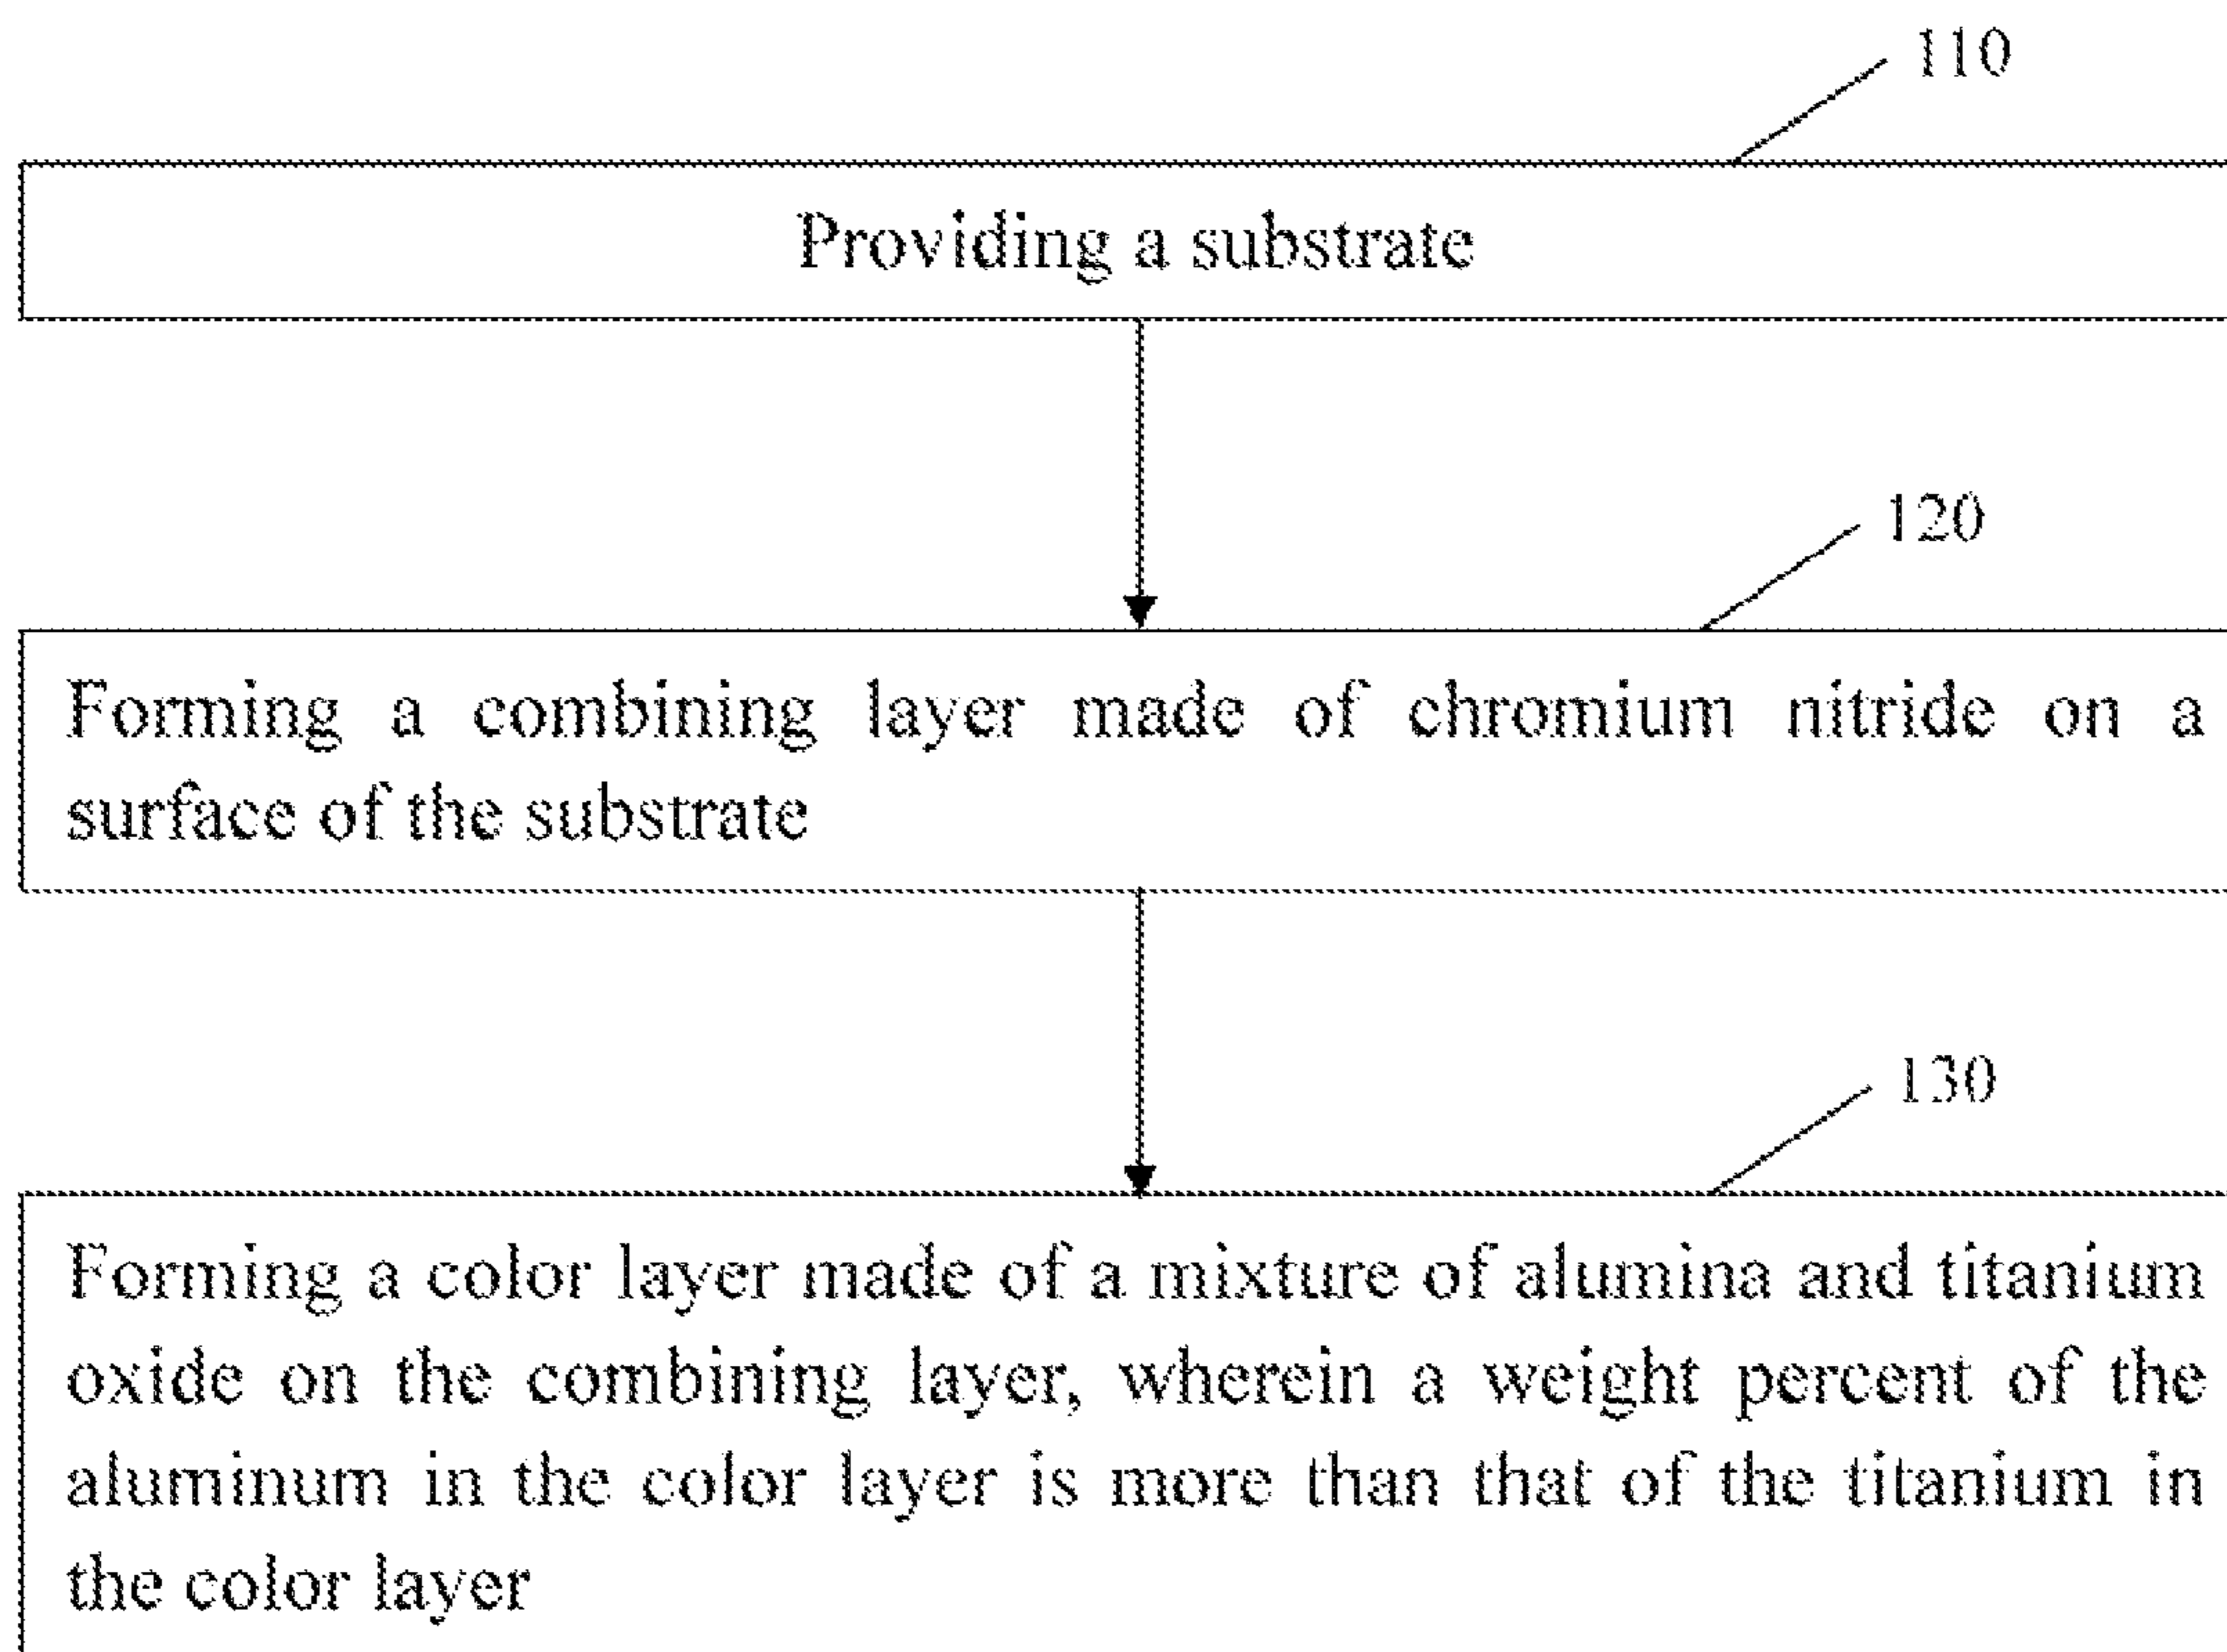 110
Providing a substrate
120
Forming a combining layer made of chromium nitride on a
surface of the substrate
130
Forming a color layer made of a mixture of alumina and titanium
oxide on the combining layer, wherein a weight percent of the
aluminum in the color layer is more than that of the titanium in
the color layer